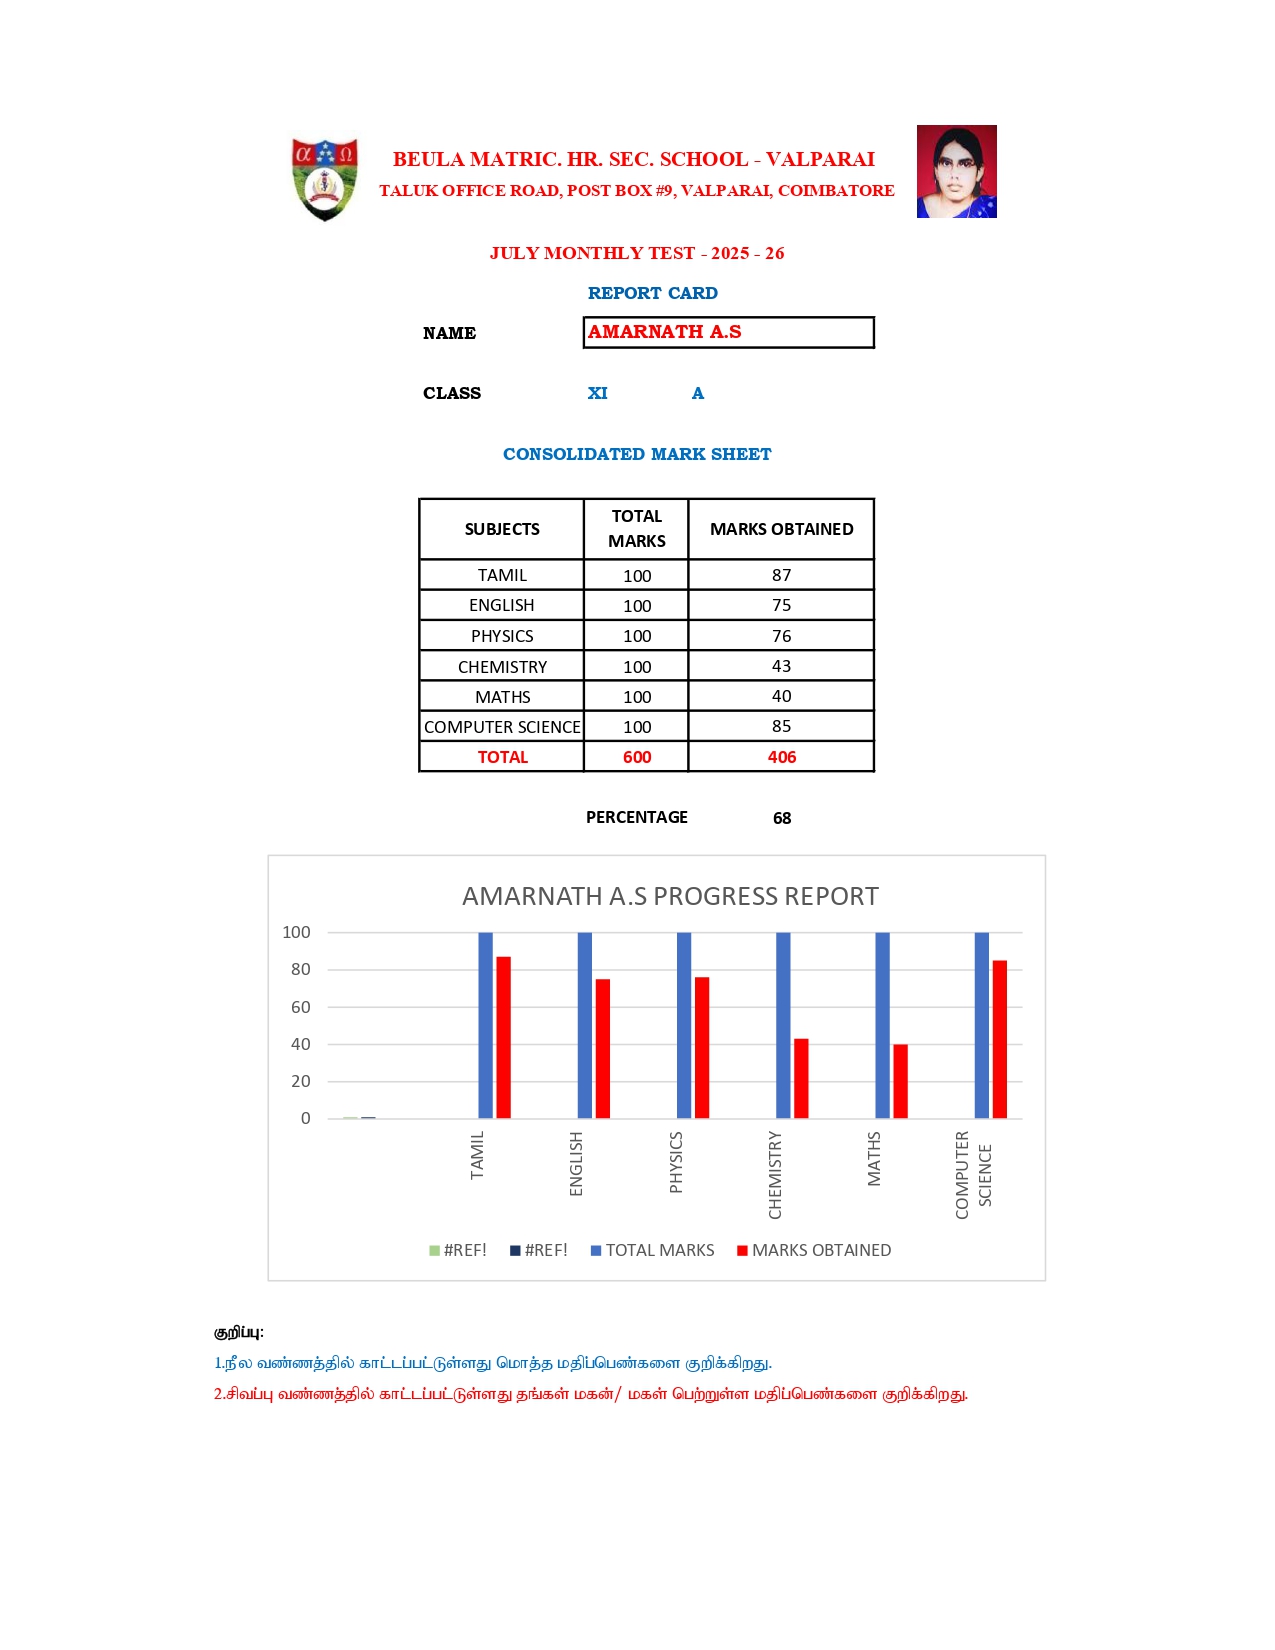 BEULA MATRIC. HR. SEC. SCHOOL - VALPARAI
TALUK OFFICE ROAD, POST BOX #9, VALPARAI, COIMBATORE
JULY MONTHLY TEST - 2025 - 26
REPORT CARD
NAME AMARNATH A.S
CLASS XI A
CONSOLIDATED MARK SHEET
SUBJECTS TOTAL MARKS MARKS OBTAINED
TAMIL 100 87
ENGLISH 100 75
PHYSICS 100 76
CHEMISTRY 100 43
MATHS 100 40
COMPUTER SCIENCE 100 85
TOTAL 600 406
PERCENTAGE 68
AMARNATH A.S PROGRESS REPORT
100
80
60
40
20
0
TAMIL ENGLISH PHYSICS CHEMISTRY MATHS COMPUTER SCIENCE
#REF! #REF! TOTAL MARKS MARKS OBTAINED
குறிப்பு:
1.நீல வண்ணத்தில் காட்டப்பட்டுள்ளது மொத்த மதிப்பெண்களை குறிக்கிறது.
2.சிவப்பு வண்ணத்தில் காட்டப்பட்டுள்ளது தங்கள் மகன்/ மகள் பெற்றுள்ள மதிப்பெண்களை குறிக்கிறது.